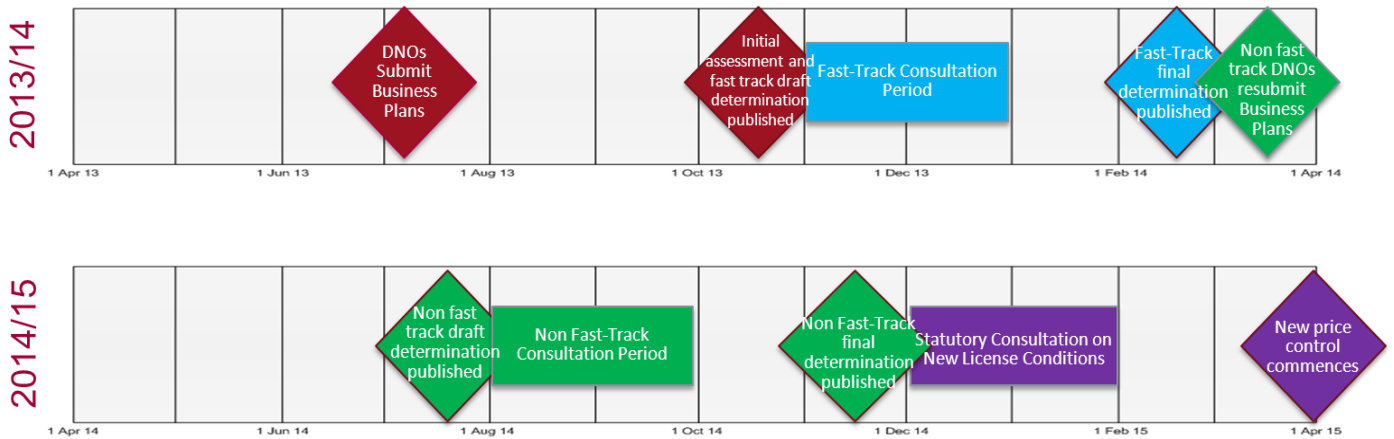 2013/14
DNOs
Submit
Business
Plans
Initial
assessment and
fast track draft
determination
published
Fast-Track Consultation
Period
Fast-Track
final
determination
published
Non fast
track DNOs
resubmit
Business
Plans
1 Apr 13
1 Jun 13
1 Aug 13
1 Oct 13
1 Dec 13
1 Feb 14
1 Apr 14
2014/15
Non fast
track draft
determination
published
Non Fast-Track
Consultation Period
Non Fast-Track
final
determination
published
Statutory Consultation on
New License Conditions
New price
control
commences
1 Apr 14
1 Jun 14
1 Aug 14
1 Oct 14
1 Dec 14
1 Feb 15
1 Apr 15